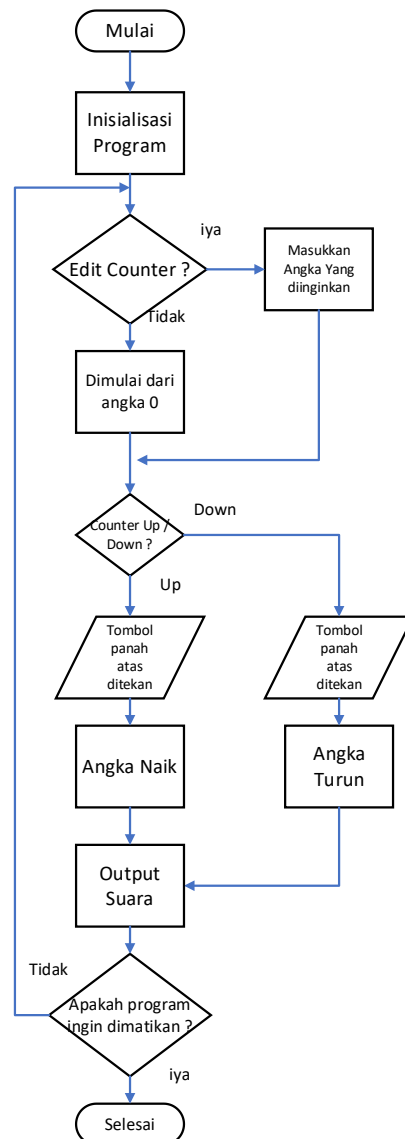 Mulai
Inisialisasi
Program
iya
Edit Counter ?
Masukkan
Angka Yang
diinginkan
Tidak
Dimulai dari
angka 0
Counter Up /
Down ?
Down
Up
Tombol
panah
atas
ditekan
Tombol
panah
atas
ditekan
Angka Naik
Angka
Turun
Output
Suara
Tidak
Apakah program
ingin dimatikan ?
iya
Selesai